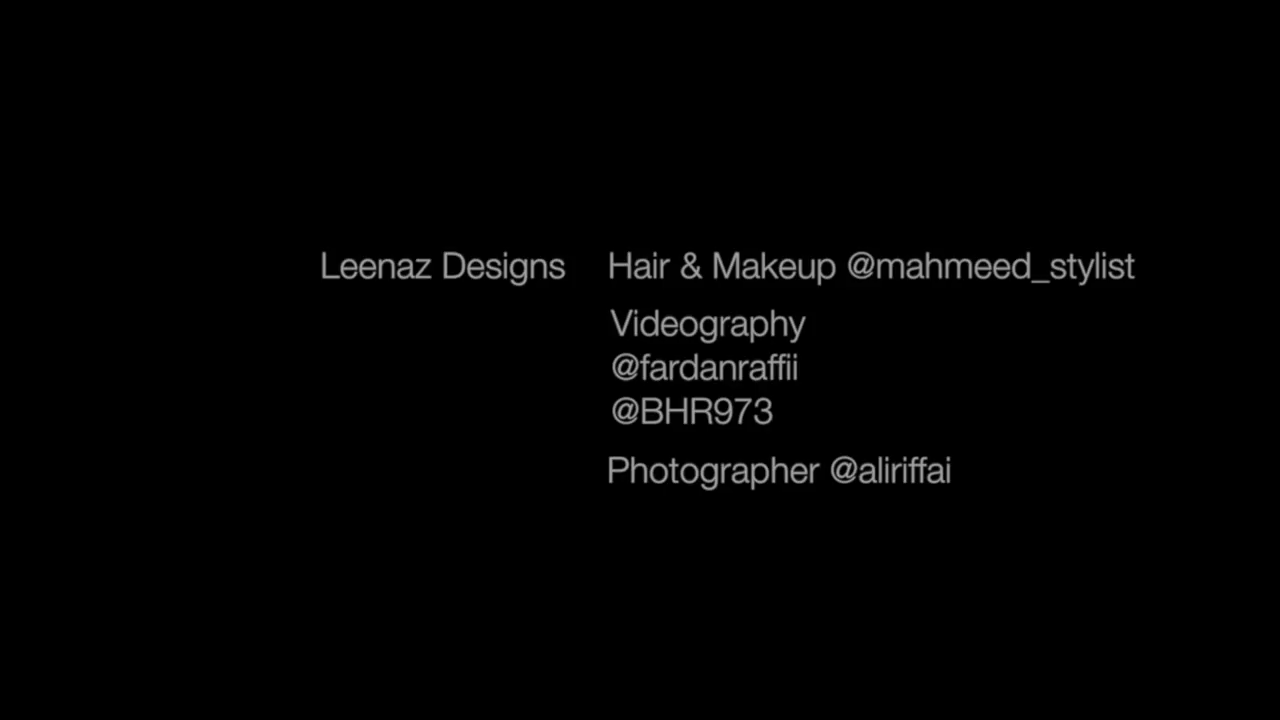 Leenaz Designs Hair & Makeup @mahmeed_stylist
Videography
@fardanraffii
@BHR973
Photographer @aliriffai